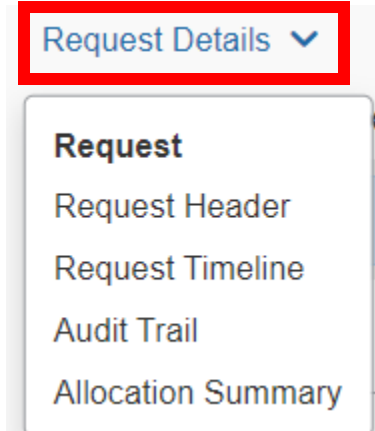 Request Details
Request
Request Header
Request Timeline
Audit Trail
Allocation Summary